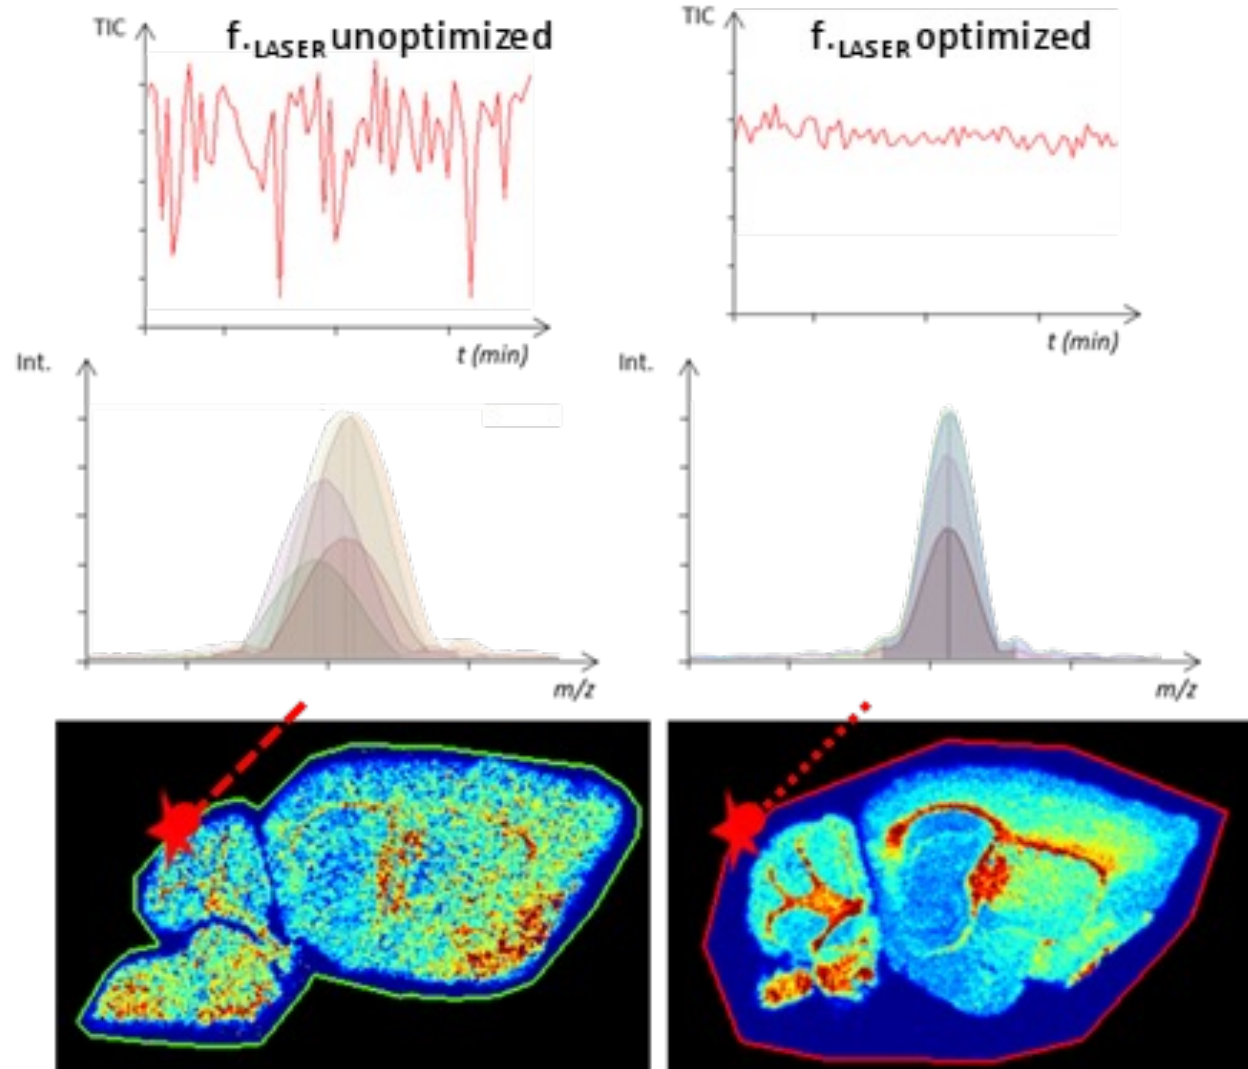 TIC
f.LASER unoptimized
t (min)
TIC
f.LASER optimized
t (min)
Int.
m/z
Int.
m/z